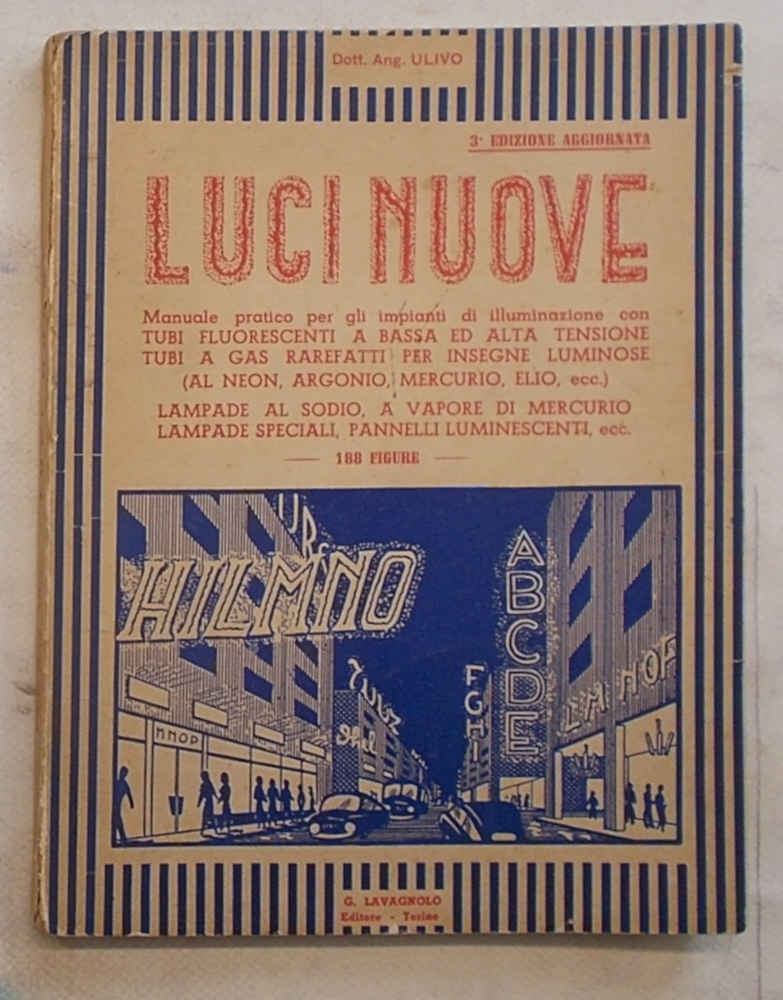 Dott. Ang. ULIVO
3ª EDIZIONE AGGIORNATA
LUCI NUOVE
Manuale pratico per gli impianti di illuminazione con
TUBI FLUORESCENTI A BASSA ED ALTA TENSIONE
TUBI A GAS RAREFATTI PER INSEGNE LUMINOSE
(AL NEON, ARGONIO, MERCURIO, ELIO, ecc.)
LAMPADE AL SODIO, A VAPORE DI MERCURIO
LAMPADE SPECIALI, PANNELLI LUMINESCENTI, ecc.
188 FIGURE
HILMNO
ABCDE
FGHI
MNOP
G. LAVAGNOLO
Editore - Torino